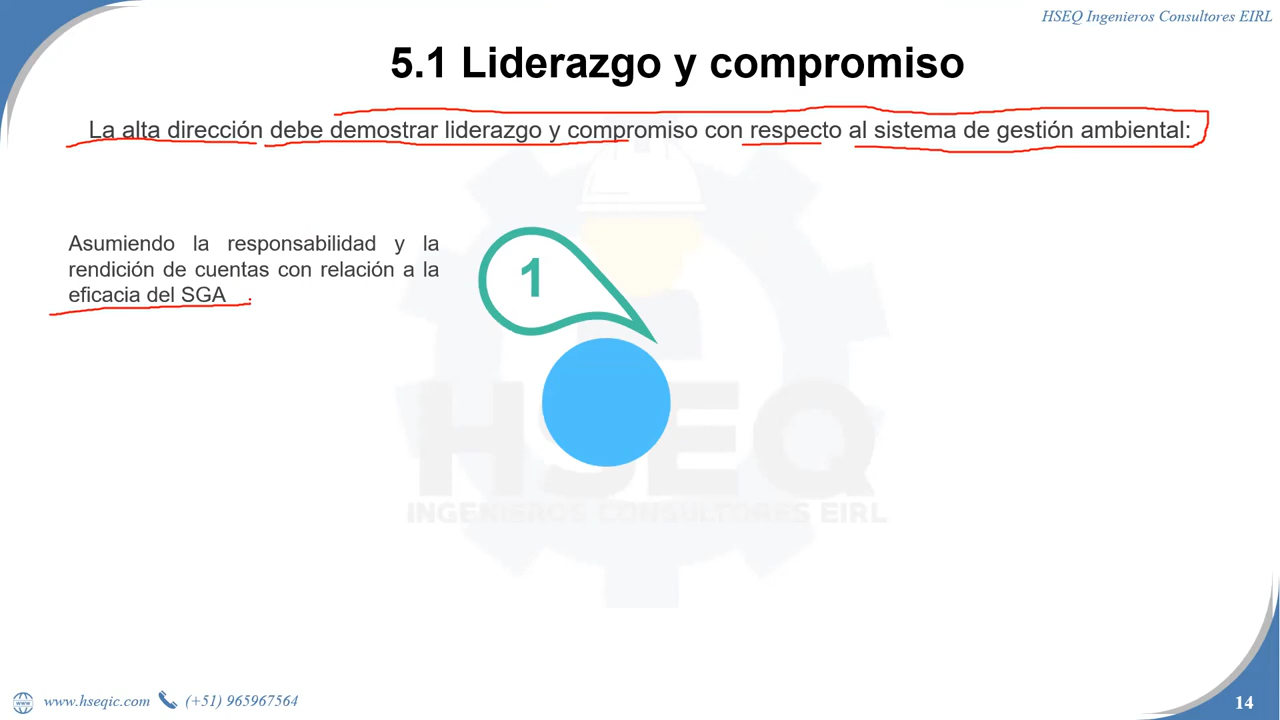 HSEQ Ingenieros Consultores EIRL
5.1 Liderazgo y compromiso
La alta dirección debe demostrar liderazgo y compromiso con respecto al sistema de gestión ambiental:
Asumiendo la responsabilidad y la
rendición de cuentas con relación a la
eficacia del SGA
1
HSEQ
INGENIEROS CONSULTORES EIRL
www.hseqic.com (+51) 965967564
14